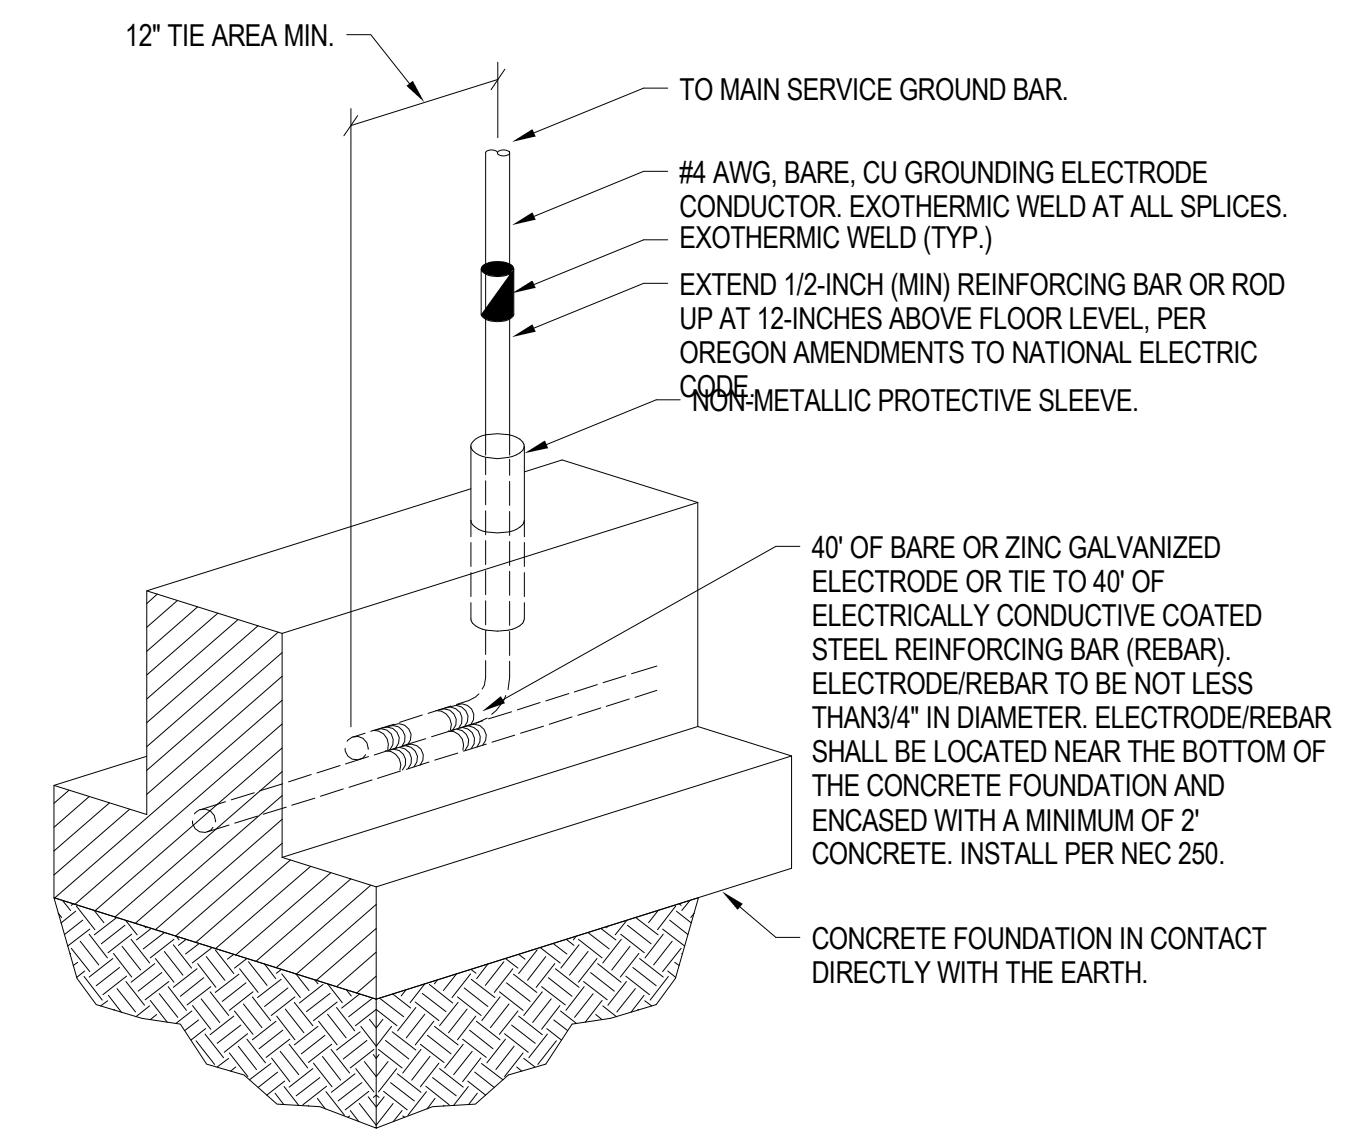 12" TIE AREA MIN.
TO MAIN SERVICE GROUND BAR.
#4 AWG, BARE, CU GROUNDING ELECTRODE
CONDUCTOR. EXOTHERMIC WELD AT ALL SPLICES.
EXOTHERMIC WELD (TYP.)
EXTEND 1/2-INCH (MIN) REINFORCING BAR OR ROD
UP AT 12-INCHES ABOVE FLOOR LEVEL, PER
OREGON AMENDMENTS TO NATIONAL ELECTRIC
CODE.
NON-METALLIC PROTECTIVE SLEEVE.
40' OF BARE OR ZINC GALVANIZED
ELECTRODE OR TIE TO 40' OF
ELECTRICALLY CONDUCTIVE COATED
STEEL REINFORCING BAR (REBAR).
ELECTRODE/REBAR TO BE NOT LESS
THAN3/4" IN DIAMETER. ELECTRODE/REBAR
SHALL BE LOCATED NEAR THE BOTTOM OF
THE CONCRETE FOUNDATION AND
ENCASED WITH A MINIMUM OF 2'
CONCRETE. INSTALL PER NEC 250.
CONCRETE FOUNDATION IN CONTACT
DIRECTLY WITH THE EARTH.